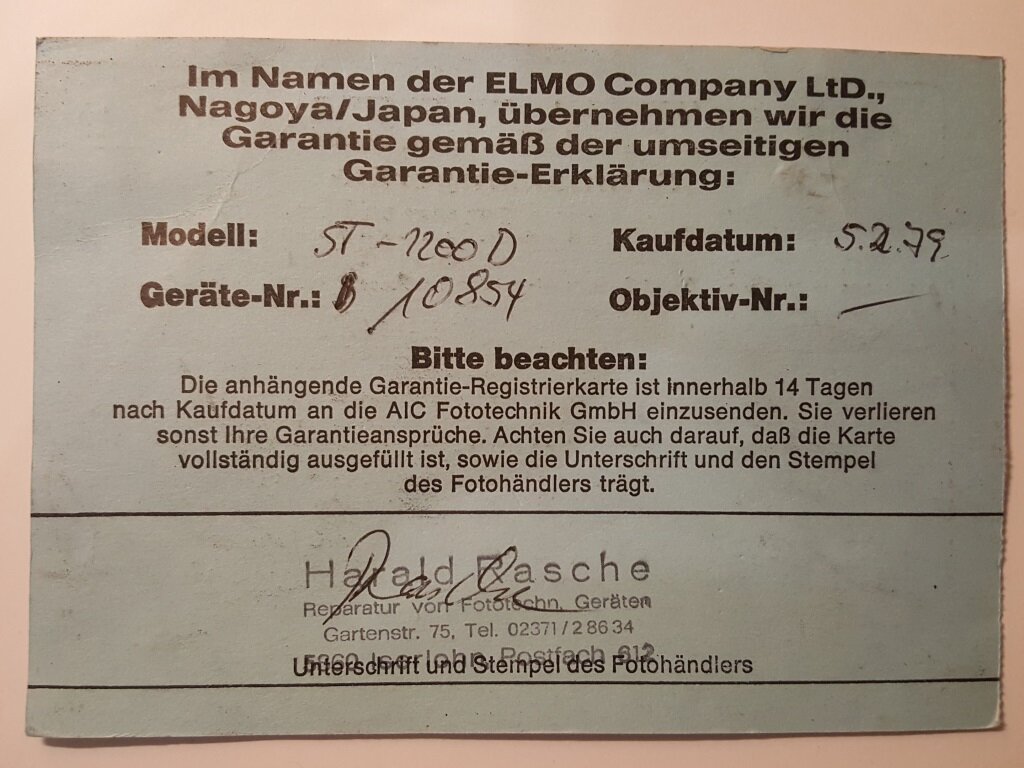 Im Namen der ELMO Company LtD.,
Nagoya/Japan, übernehmen wir die
Garantie gemäß der umseitigen
Garantie-Erklärung:
Modell: ST-1200D Kaufdatum: 5.2.79
Geräte-Nr.: 10854 Objektiv-Nr.: —
Bitte beachten:
Die anhängende Garantie-Registrierkarte ist innerhalb 14 Tagen
nach Kaufdatum an die AIC Fototechnik GmbH einzusenden. Sie verlieren
sonst Ihre Garantieansprüche. Achten Sie auch darauf, daß die Karte
vollständig ausgefüllt ist, sowie die Unterschrift und den Stempel
des Fotohändlers trägt.
Harald Rasche
Reparatur von Fototechn. Geräten
Gartenstr. 75, Tel. 02371/28634
Iserlohn, Postfach 612
Unterschrift und Stempel des Fotohändlers